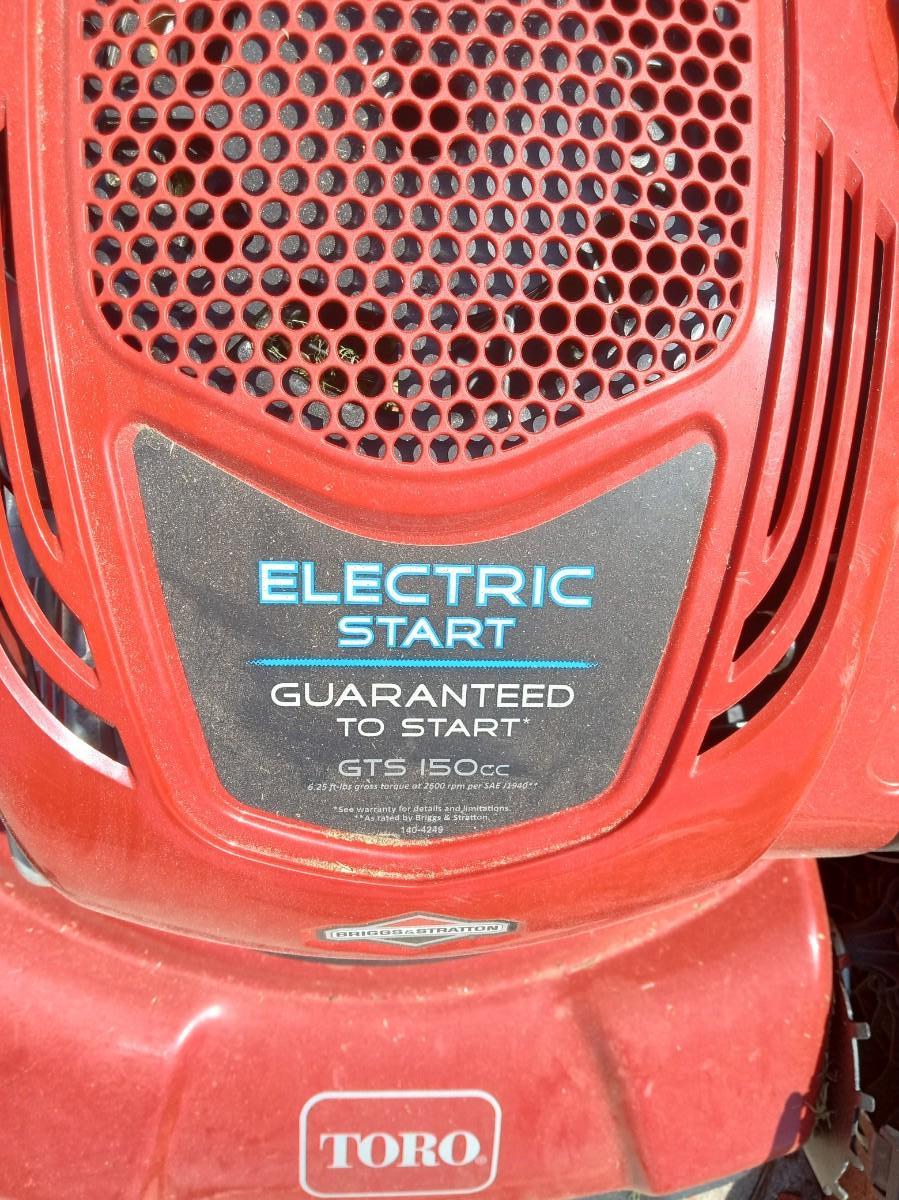 ELECTRIC
START
GUARANTEED
TO START*
GTS 150cc
6.25 ft-lbs gross torque at 2600 rpm per SAE J1940**
*See warranty for details and limitations.
**As rated by Briggs & Stratton.
140-4249
BRIGGS&STRATTON
TORO